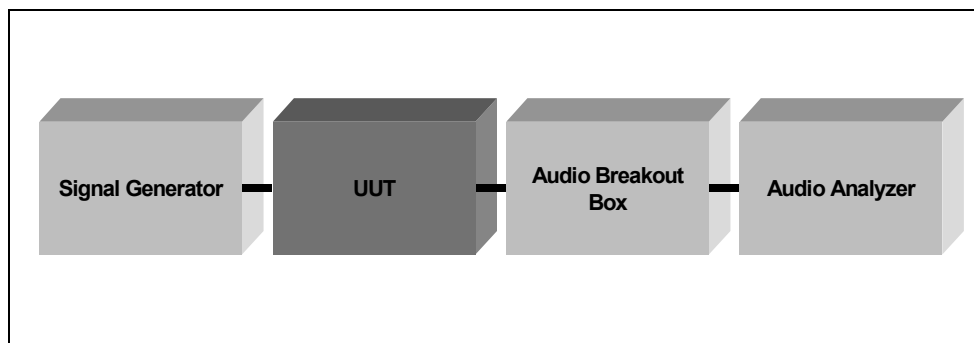 Signal Generator
UUT
Audio Breakout
Box
Audio Analyzer